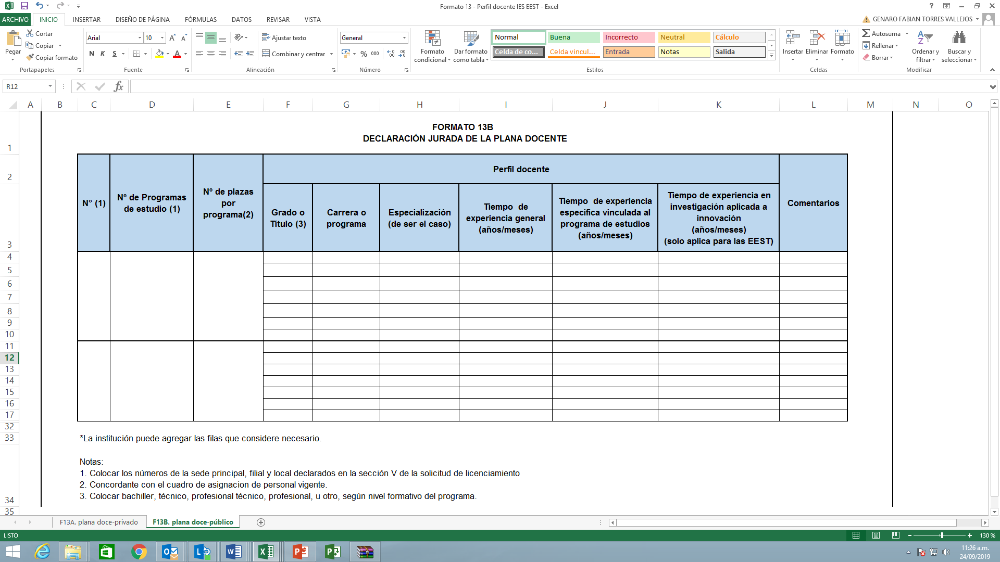 Formato 13 - Perfil docente IES EEST - Excel
ARCHIVO INICIO INSERTAR DISEÑO DE PÁGINA FÓRMULAS DATOS REVISAR VISTA
GENARO FABIAN TORRES VALLEJOS
Pegar
Cortar
Copiar
Copiar formato
Portapapeles
Arial 10
N K S
Fuente
Ajustar texto
Combinar y centrar
Alineación
General
% 000
Número
Formato condicional
Dar formato como tabla
Normal Buena Incorrecto Neutral Cálculo
Celda de co... Celda vincul... Entrada Notas Salida
Estilos
Insertar Eliminar Formato
Celdas
Autosuma
Rellenar
Borrar
Ordenar y filtrar
Buscar y seleccionar
Modificar
R12
fx
A B C D E F G H I J K L M N O
FORMATO 13B
DECLARACIÓN JURADA DE LA PLANA DOCENTE
N° (1)
Nº de Programas
de estudio (1)
Nº de plazas
por
programa(2)
Perfil docente
Grado o
Titulo (3)
Carrera o
programa
Especialización
(de ser el caso)
Tiempo de
experiencia general
(años/meses)
Tiempo de experiencia
especifica vinculada al
programa de estudios
(años/meses)
Tiempo de experiencia en
investigación aplicada a
innovación
(años/meses)
(solo aplica para las EEST)
Comentarios
1
2
3
4
5
6
7
8
9
10
11
12
13
14
15
16
17
32
33
34
35
*La institución puede agregar las filas que considere necesario.
Notas:
1. Colocar los números de la sede principal, filial y local declarados en la sección V de la solicitud de licenciamiento
2. Concordante con el cuadro de asignacion de personal vigente.
3. Colocar bachiller, técnico, profesional técnico, profesional, u otro, según nivel formativo del programa.
F13A. plana doce-privado F13B. plana doce-público
LISTO
130 %
11:26 a.m.
24/09/2019